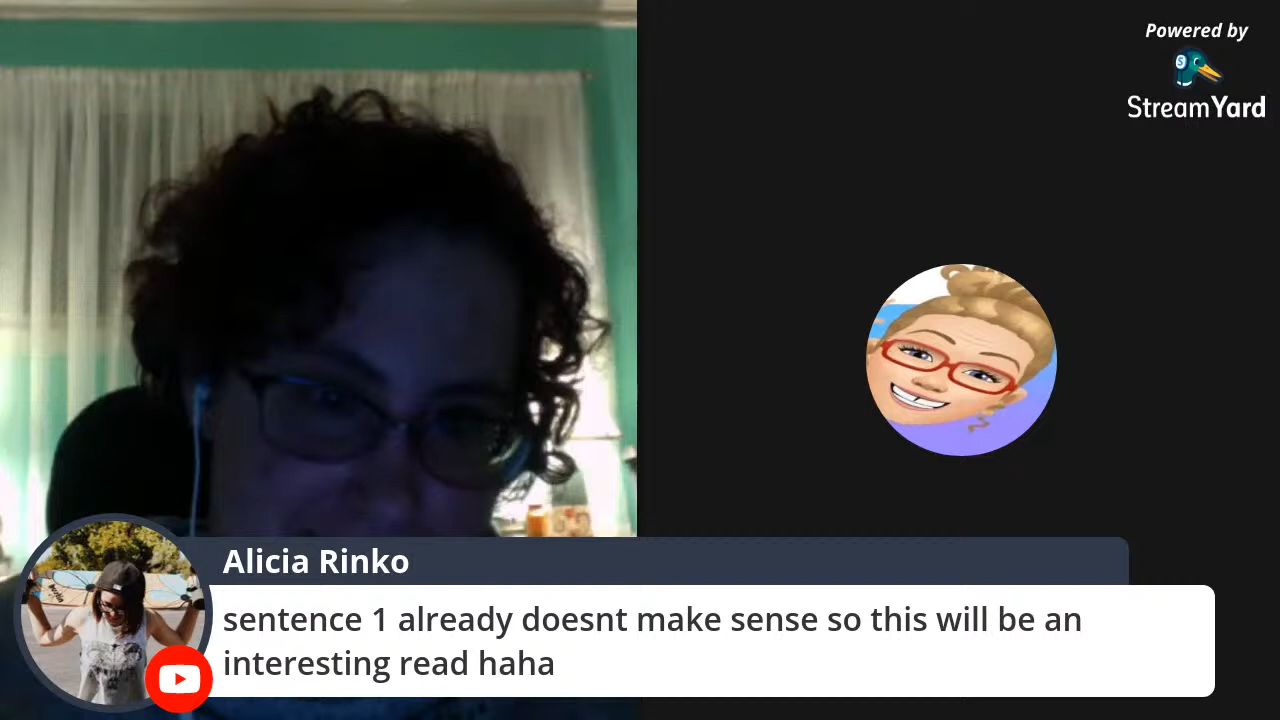 Powered by
StreamYard
Alicia Rinko
sentence 1 already doesnt make sense so this will be an
interesting read haha